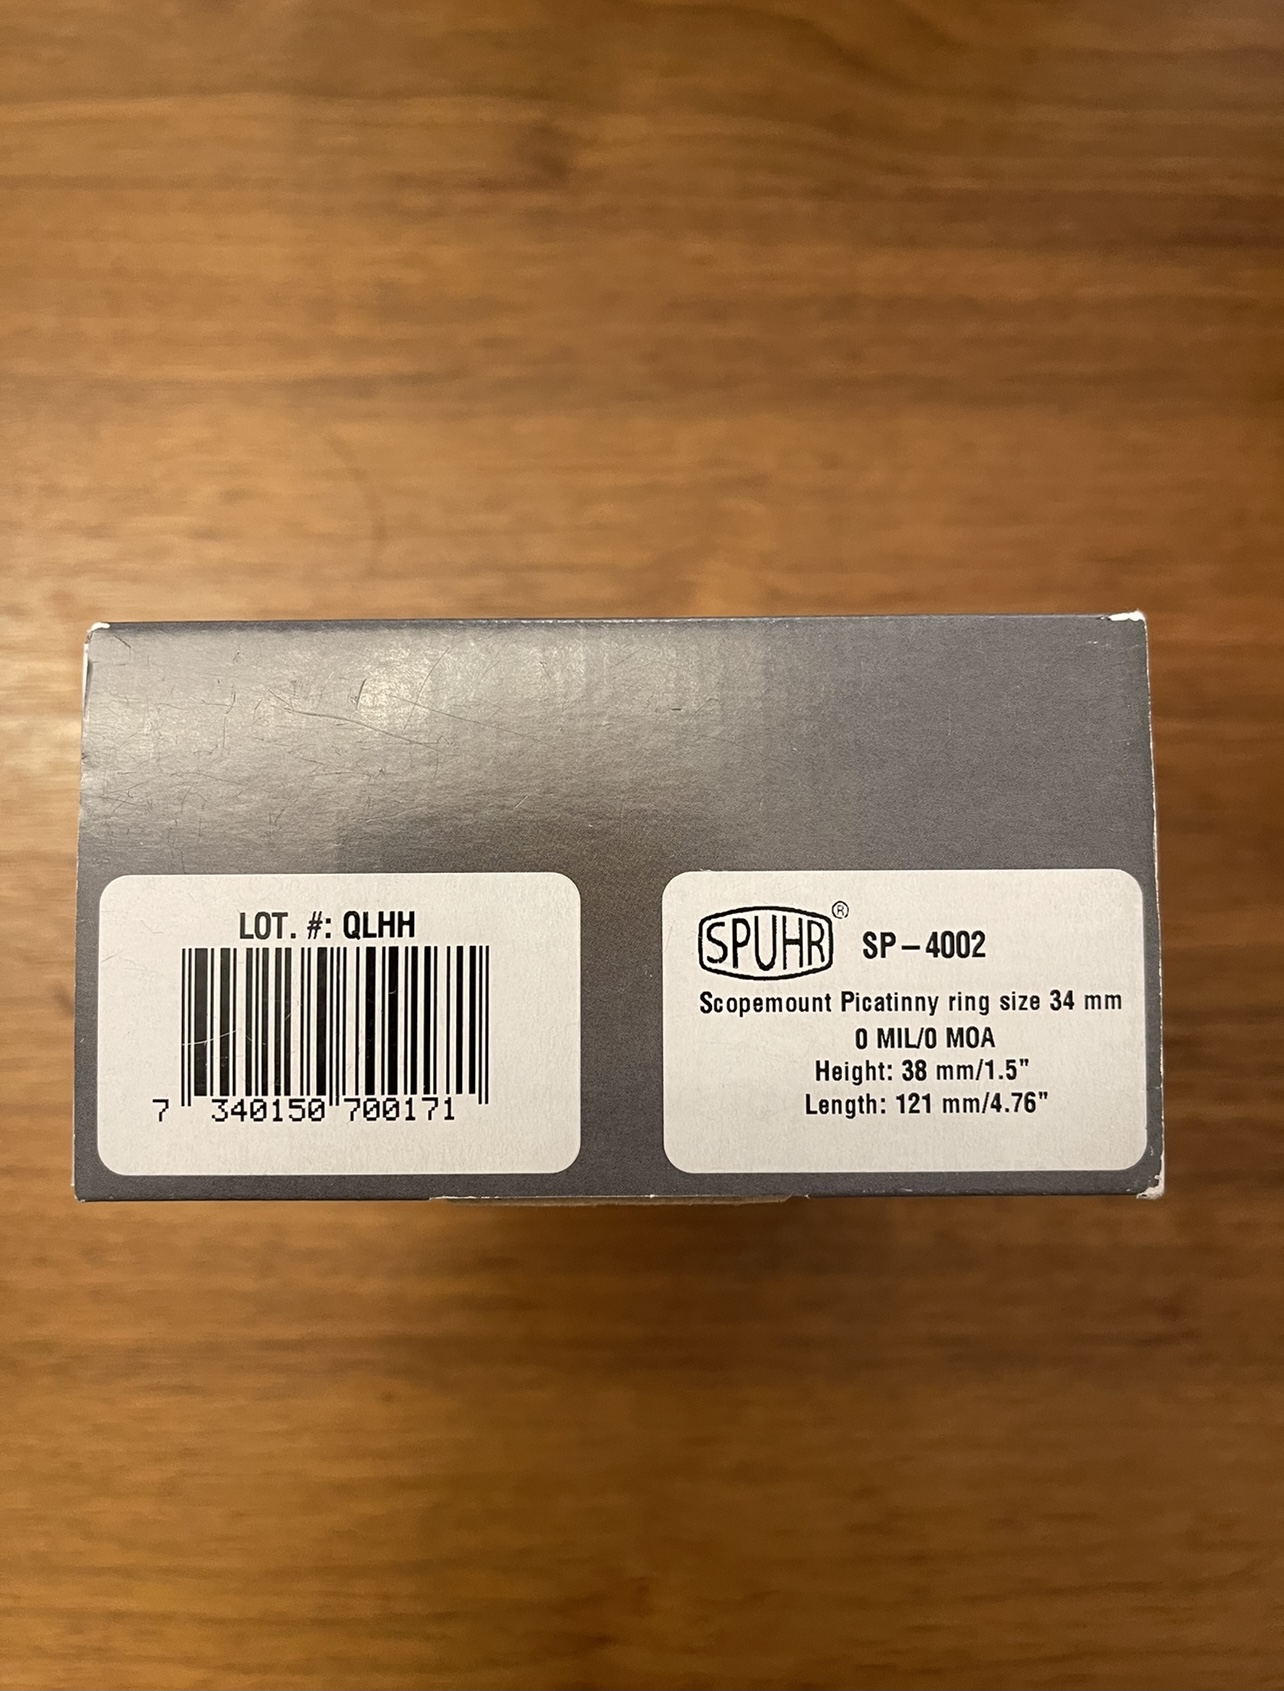 LOT. #: QLHH
7 340150 700171
SPUHR® SP-4002
Scopemount Picatinny ring size 34 mm
0 MIL/0 MOA
Height: 38 mm/1.5"
Length: 121 mm/4.76"